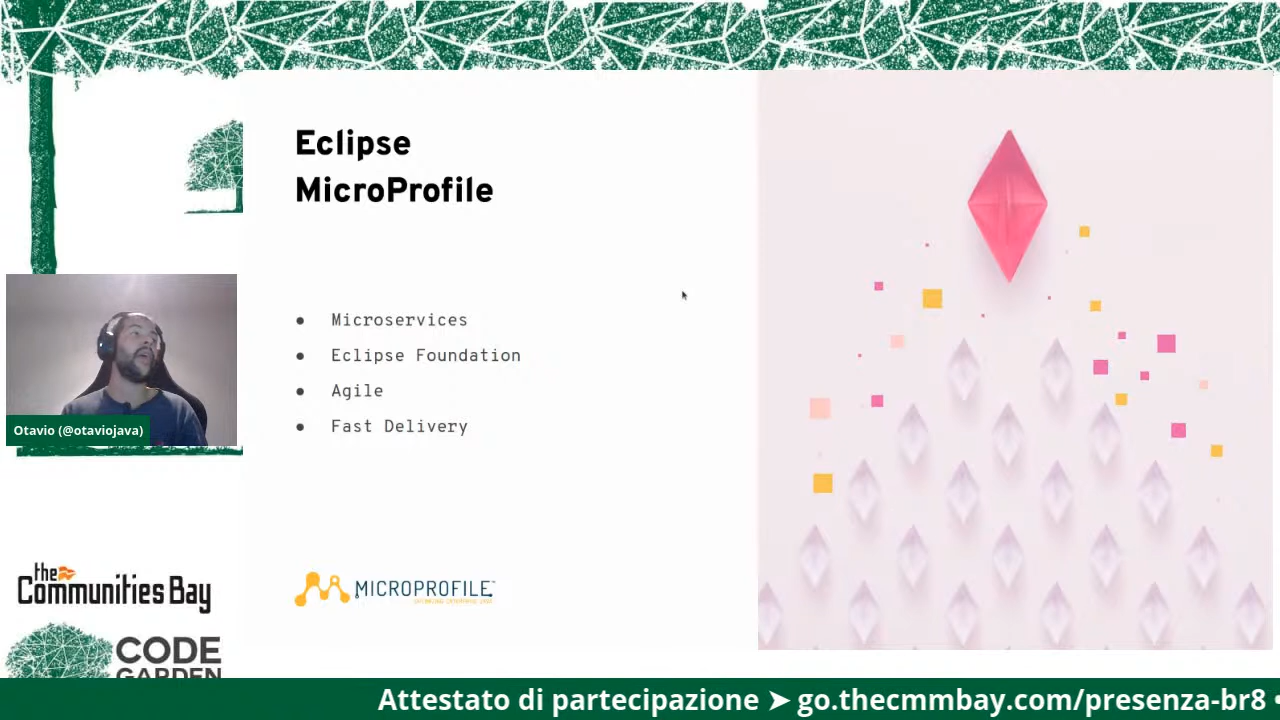 Eclipse
MicroProfile
● Microservices
● Eclipse Foundation
● Agile
● Fast Delivery
MICROPROFILE
Otavio (@otaviojava)
the
Communities Bay
CODE
GARDEN
Attestato di partecipazione ➤ go.thecmmbay.com/presenza-br8